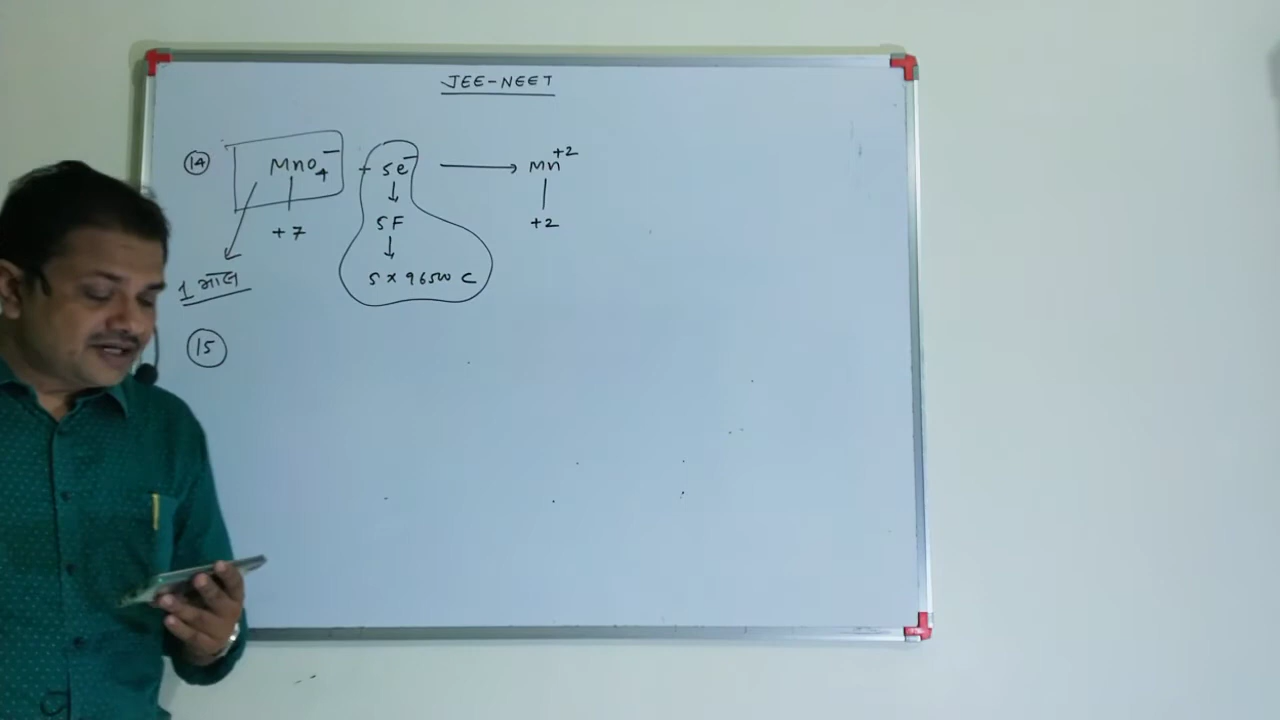 JEE-NEET
14 MnO4⁻ + 5e⁻ ⟶ Mn⁺²
+7 5F +2
1 मोल 5 × 96500 C
15